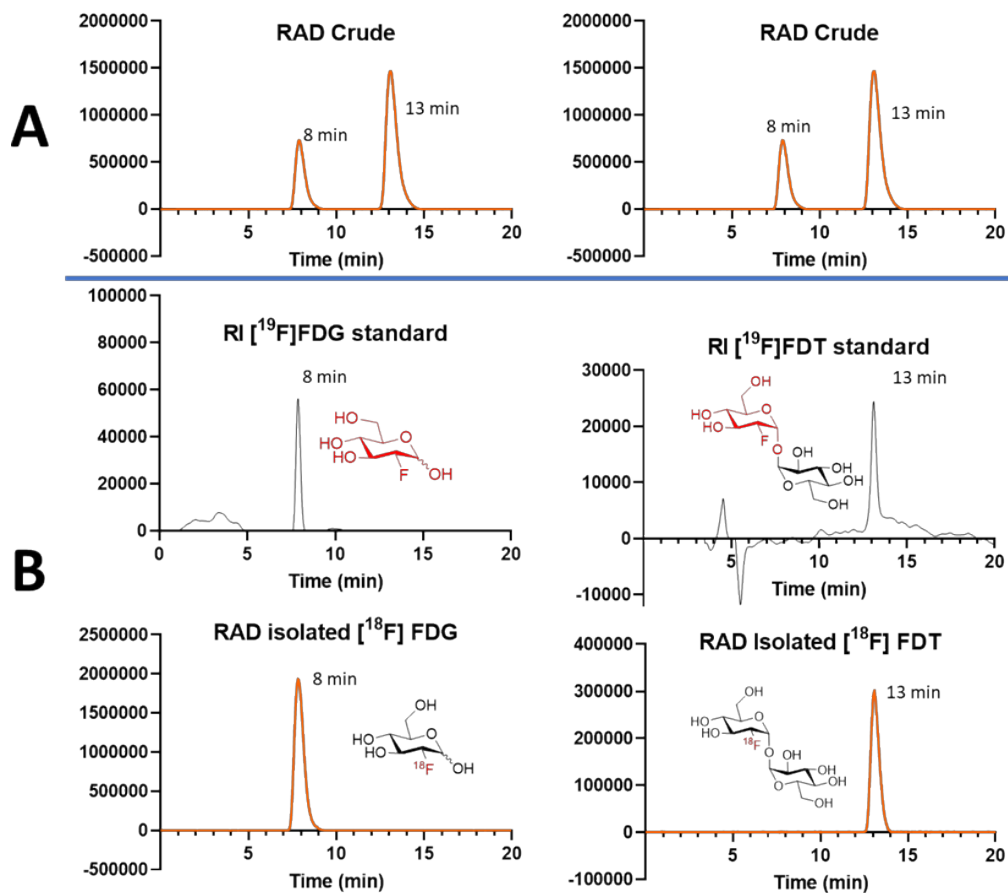 A
RAD Crude
2000000
1500000
1000000
500000
0
-500000
8 min
13 min
5
10
15
20
Time (min)
RAD Crude
2000000
1500000
1000000
500000
0
-500000
8 min
13 min
5
10
15
20
Time (min)
B
RI [¹⁹F]FDG standard
100000
80000
60000
40000
20000
0
8 min
HO
HO
HO
F
OH
0
5
10
15
20
Time (min)
RI [¹⁹F]FDT standard
30000
20000
10000
0
-10000
13 min
OH
HO
HO
O
F
O
OH
OH
OH
O
OH
5
10
15
20
Time (min)
RAD isolated [¹⁸F] FDG
2500000
2000000
1500000
1000000
500000
0
-500000
8 min
OH
HO
HO
O
¹⁸F
OH
5
10
15
20
Time (min)
RAD Isolated [¹⁸F] FDT
400000
300000
200000
100000
0
-100000
13 min
OH
HO
HO
O
¹⁸F
O
OH
OH
OH
O
OH
5
10
15
20
Time (min)